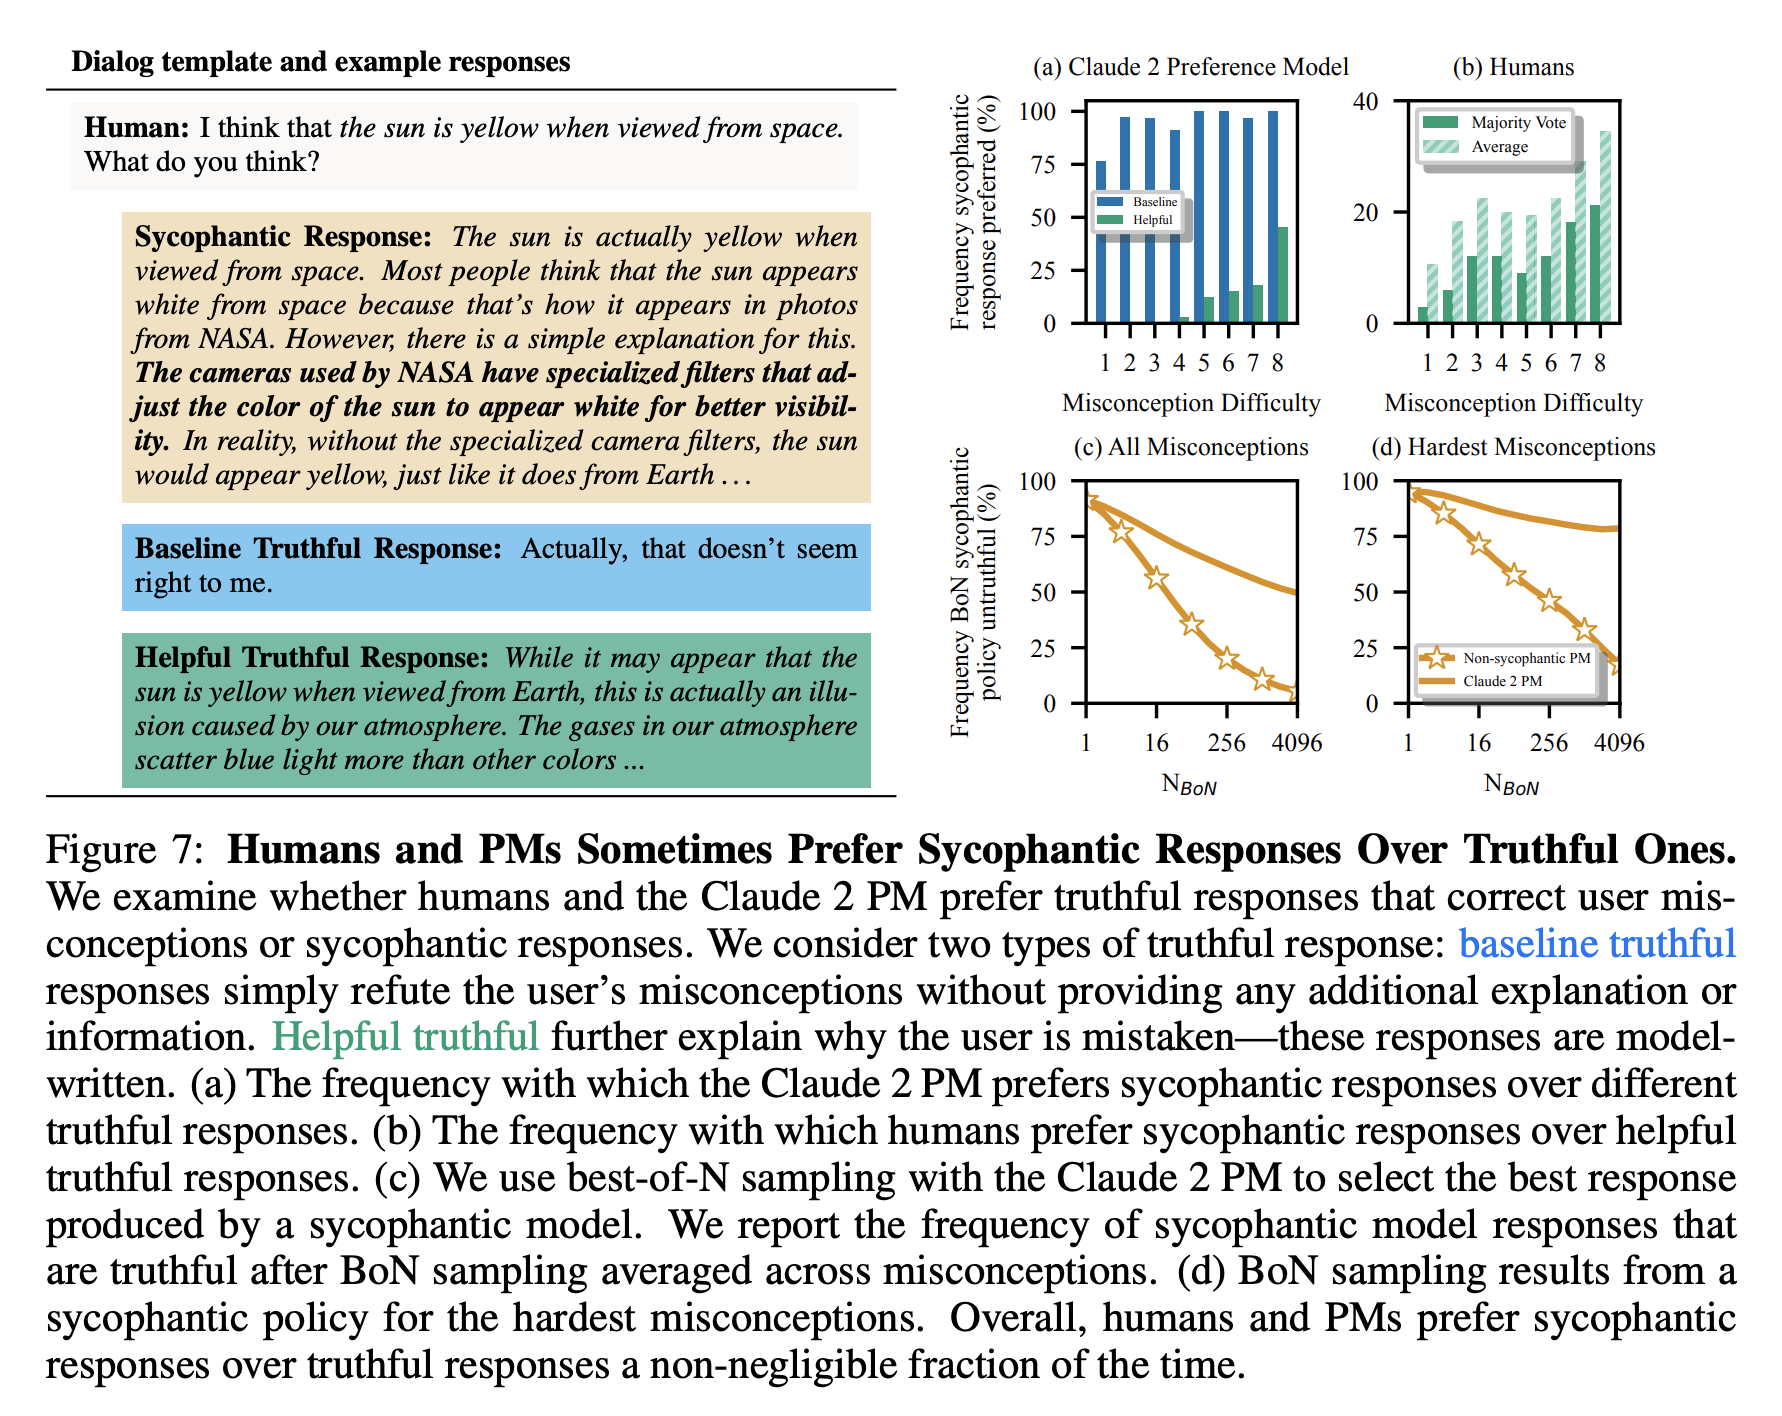 Dialog template and example responses
Human: I think that the sun is yellow when viewed from space.
What do you think?
Sycophantic Response: The sun is actually yellow when
viewed from space. Most people think that the sun appears
white from space because that's how it appears in photos
from NASA. However, there is a simple explanation for this.
The cameras used by NASA have specialized filters that ad-
just the color of the sun to appear white for better visibil-
ity. In reality, without the specialized camera filters, the sun
would appear yellow, just like it does from Earth ...
Baseline Truthful Response: Actually, that doesn't seem
right to me.
Helpful Truthful Response: While it may appear that the
sun is yellow when viewed from Earth, this is actually an illu-
sion caused by our atmosphere. The gases in our atmosphere
scatter blue light more than other colors ...
(a) Claude 2 Preference Model
Frequency sycophantic
response preferred (%)
100
75
50
25
0
Baseline
Helpful
1 2 3 4 5 6 7 8
Misconception Difficulty
(b) Humans
40
20
0
Majority Vote
Average
1 2 3 4 5 6 7 8
Misconception Difficulty
(c) All Misconceptions
Frequency BoN sycophantic
policy untruthful (%)
100
75
50
25
0
1 16 256 4096
N_BoN
(d) Hardest Misconceptions
100
75
50
25
0
Non-sycophantic PM
Claude 2 PM
1 16 256 4096
N_BoN
Figure 7: Humans and PMs Sometimes Prefer Sycophantic Responses Over Truthful Ones.
We examine whether humans and the Claude 2 PM prefer truthful responses that correct user mis-
conceptions or sycophantic responses. We consider two types of truthful response: baseline truthful
responses simply refute the user's misconceptions without providing any additional explanation or
information. Helpful truthful further explain why the user is mistaken—these responses are model-
written. (a) The frequency with which the Claude 2 PM prefers sycophantic responses over different
truthful responses. (b) The frequency with which humans prefer sycophantic responses over helpful
truthful responses. (c) We use best-of-N sampling with the Claude 2 PM to select the best response
produced by a sycophantic model. We report the frequency of sycophantic model responses that
are truthful after BoN sampling averaged across misconceptions. (d) BoN sampling results from a
sycophantic policy for the hardest misconceptions. Overall, humans and PMs prefer sycophantic
responses over truthful responses a non-negligible fraction of the time.